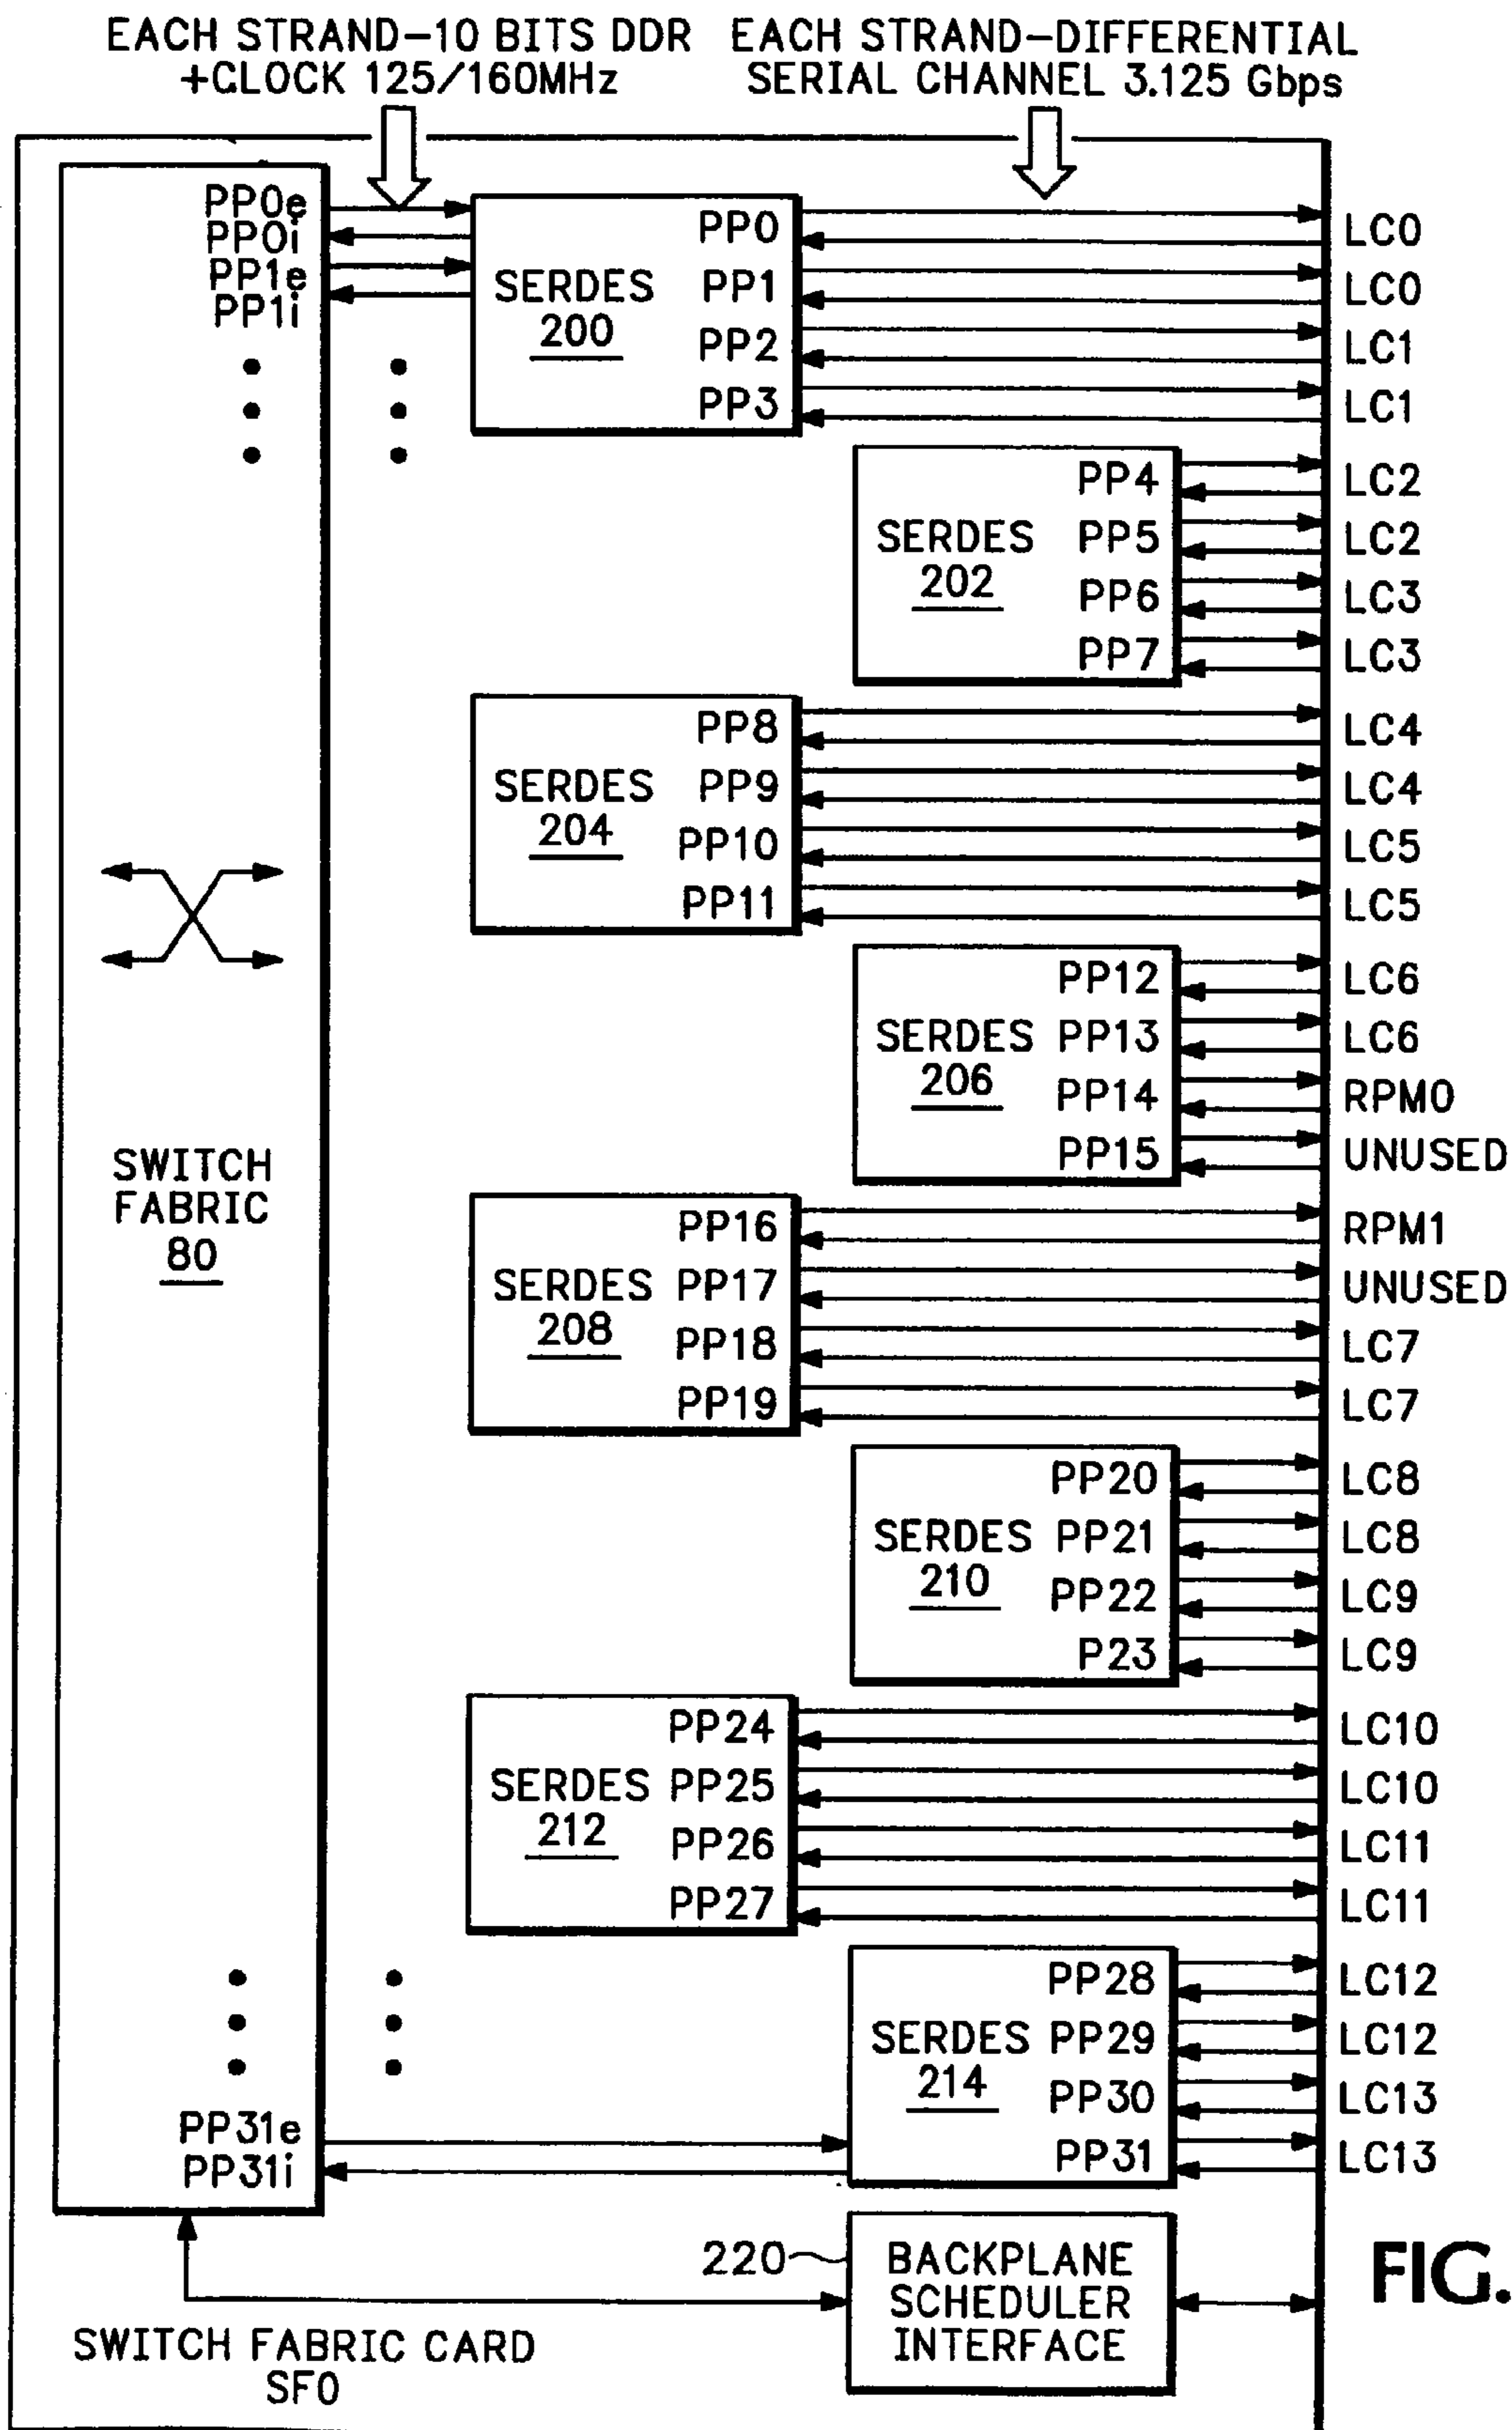 EACH STRAND-10 BITS DDR
+CLOCK 125/160MHz
EACH STRAND-DIFFERENTIAL
SERIAL CHANNEL 3.125 Gbps
PP0e
PP0i
PP1e
PP1i
SERDES
200
PP0
PP1
PP2
PP3
LC0
LC0
LC1
LC1
SERDES
202
PP4
PP5
PP6
PP7
LC2
LC2
LC3
LC3
SERDES
204
PP8
PP9
PP10
PP11
LC4
LC4
LC5
LC5
SERDES
206
PP12
PP13
PP14
PP15
LC6
LC6
RPM0
UNUSED
SWITCH
FABRIC
80
SERDES
208
PP16
PP17
PP18
PP19
RPM1
UNUSED
LC7
LC7
SERDES
210
PP20
PP21
PP22
P23
LC8
LC8
LC9
LC9
SERDES
212
PP24
PP25
PP26
PP27
LC10
LC10
LC11
LC11
SERDES
214
PP28
PP29
PP30
PP31
LC12
LC12
LC13
LC13
PP31e
PP31i
220
BACKPLANE
SCHEDULER
INTERFACE
SWITCH FABRIC CARD
SF0
FIG.